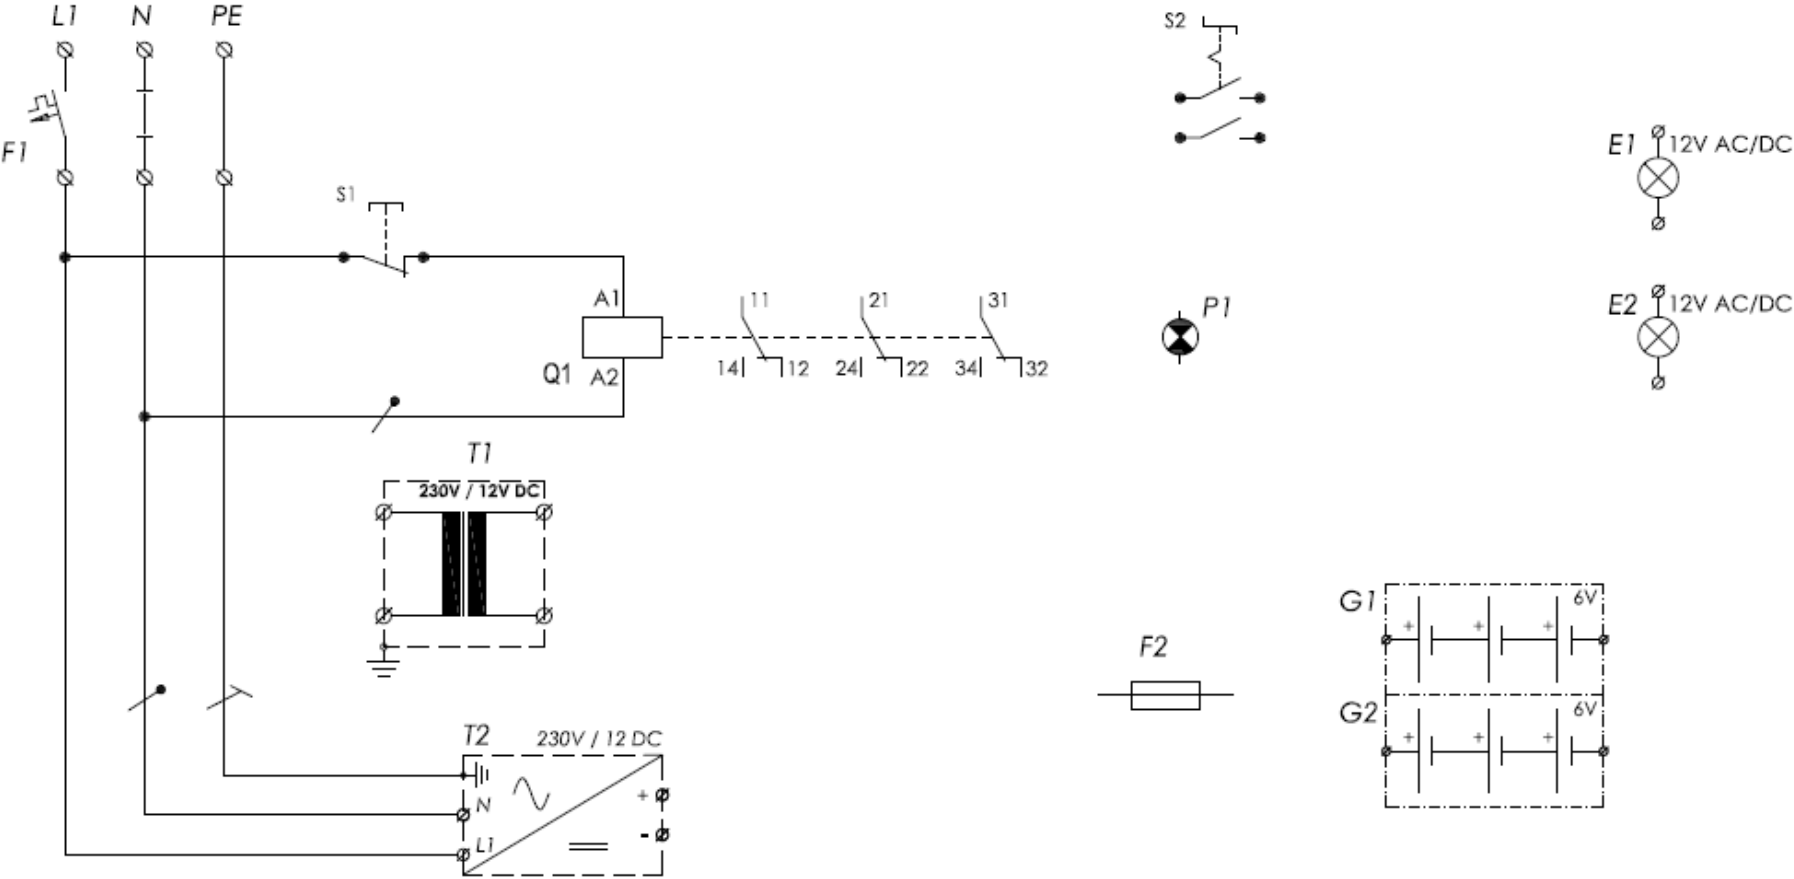 L1 N PE
S2
F1
E1 12V AC/DC
S1
A1
11 21 31
P1
E2 12V AC/DC
Q1 A2
14 12 24 22 34 32
T1
230V / 12V DC
G1 6V
+ + +
F2
G2 6V
+ + +
T2 230V / 12 DC
+
N
-
L1